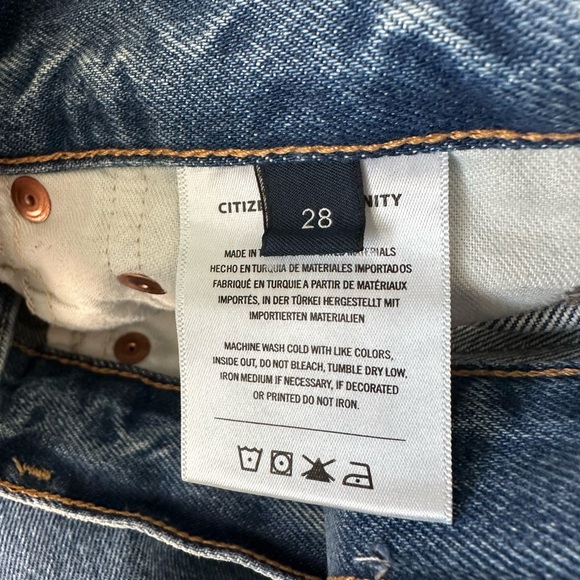 CITIZE NITY
28
MADE IN T MATERIALS
HECHO EN TURQUIA DE MATERIALES IMPORTADOS
FABRIQUÉ EN TURQUIE A PARTIR DE MATÉRIAUX
IMPORTÉS, IN DER TÜRKEI HERGESTELLT MIT
IMPORTIERTEN MATERIALIEN
MACHINE WASH COLD WITH LIKE COLORS,
INSIDE OUT, DO NOT BLEACH, TUMBLE DRY LOW,
IRON MEDIUM IF NECESSARY, IF DECORATED
OR PRINTED DO NOT IRON.